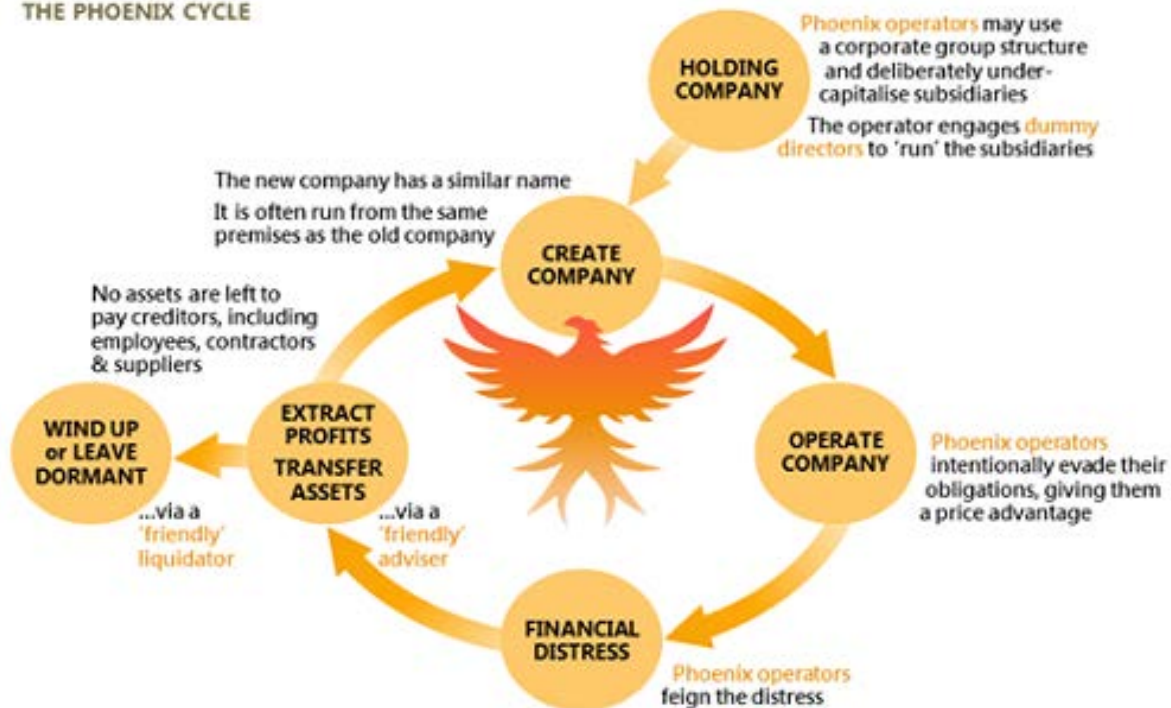 THE PHOENIX CYCLE
HOLDING
COMPANY
Phoenix operators may use
a corporate group structure
and deliberately under-
capitalise subsidiaries
The operator engages dummy
directors to 'run' the subsidiaries
The new company has a similar name
It is often run from the same
premises as the old company
CREATE
COMPANY
OPERATE
COMPANY
Phoenix operators
intentionally evade their
obligations, giving them
a price advantage
FINANCIAL
DISTRESS
Phoenix operators
feign the distress
EXTRACT
PROFITS
TRANSFER
ASSETS
...via a
'friendly'
adviser
No assets are left to
pay creditors, including
employees, contractors
& suppliers
WIND UP
or LEAVE
DORMANT
...via a
'friendly'
liquidator